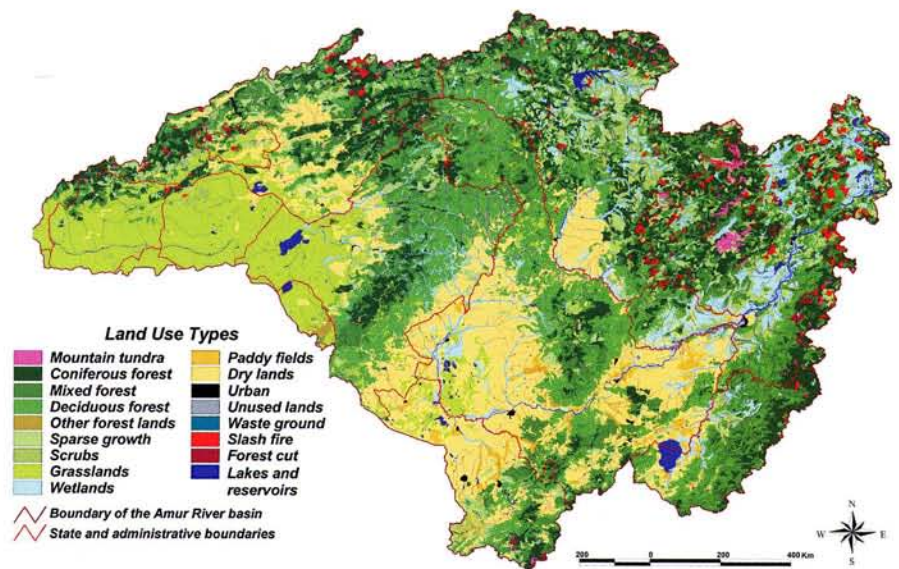 Land Use Types
Mountain tundra
Coniferous forest
Mixed forest
Deciduous forest
Other forest lands
Sparse growth
Scrubs
Grasslands
Wetlands
Paddy fields
Dry lands
Urban
Unused lands
Waste ground
Slash fire
Forest cut
Lakes and
reservoirs
Boundary of the Amur River basin
State and administrative boundaries
N
W E
S
200 0 200 400 Km